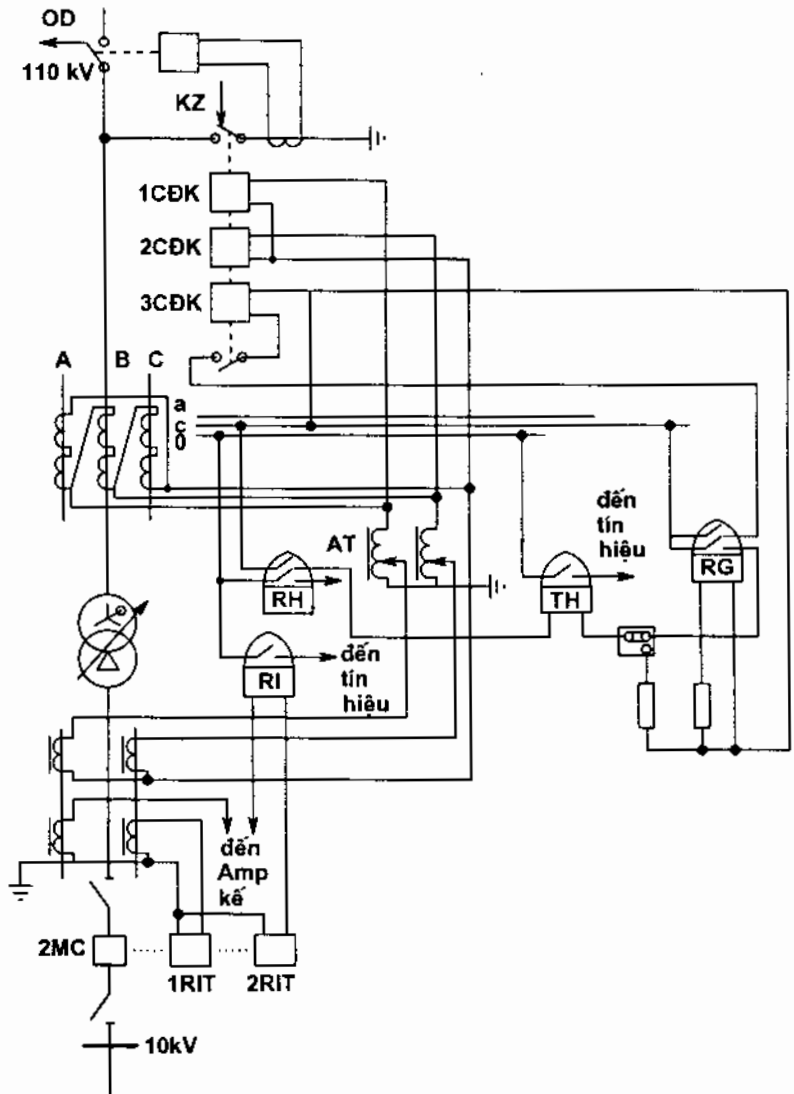 OD
110 kV
KZ
1CĐK
2CĐK
3CĐK
A B C
a
c
0
AT
RH
RI
đến
tín
hiệu
TH
đến
tín
hiệu
RG
đến
Amp
kế
2MC
1RIT
2RIT
10kV